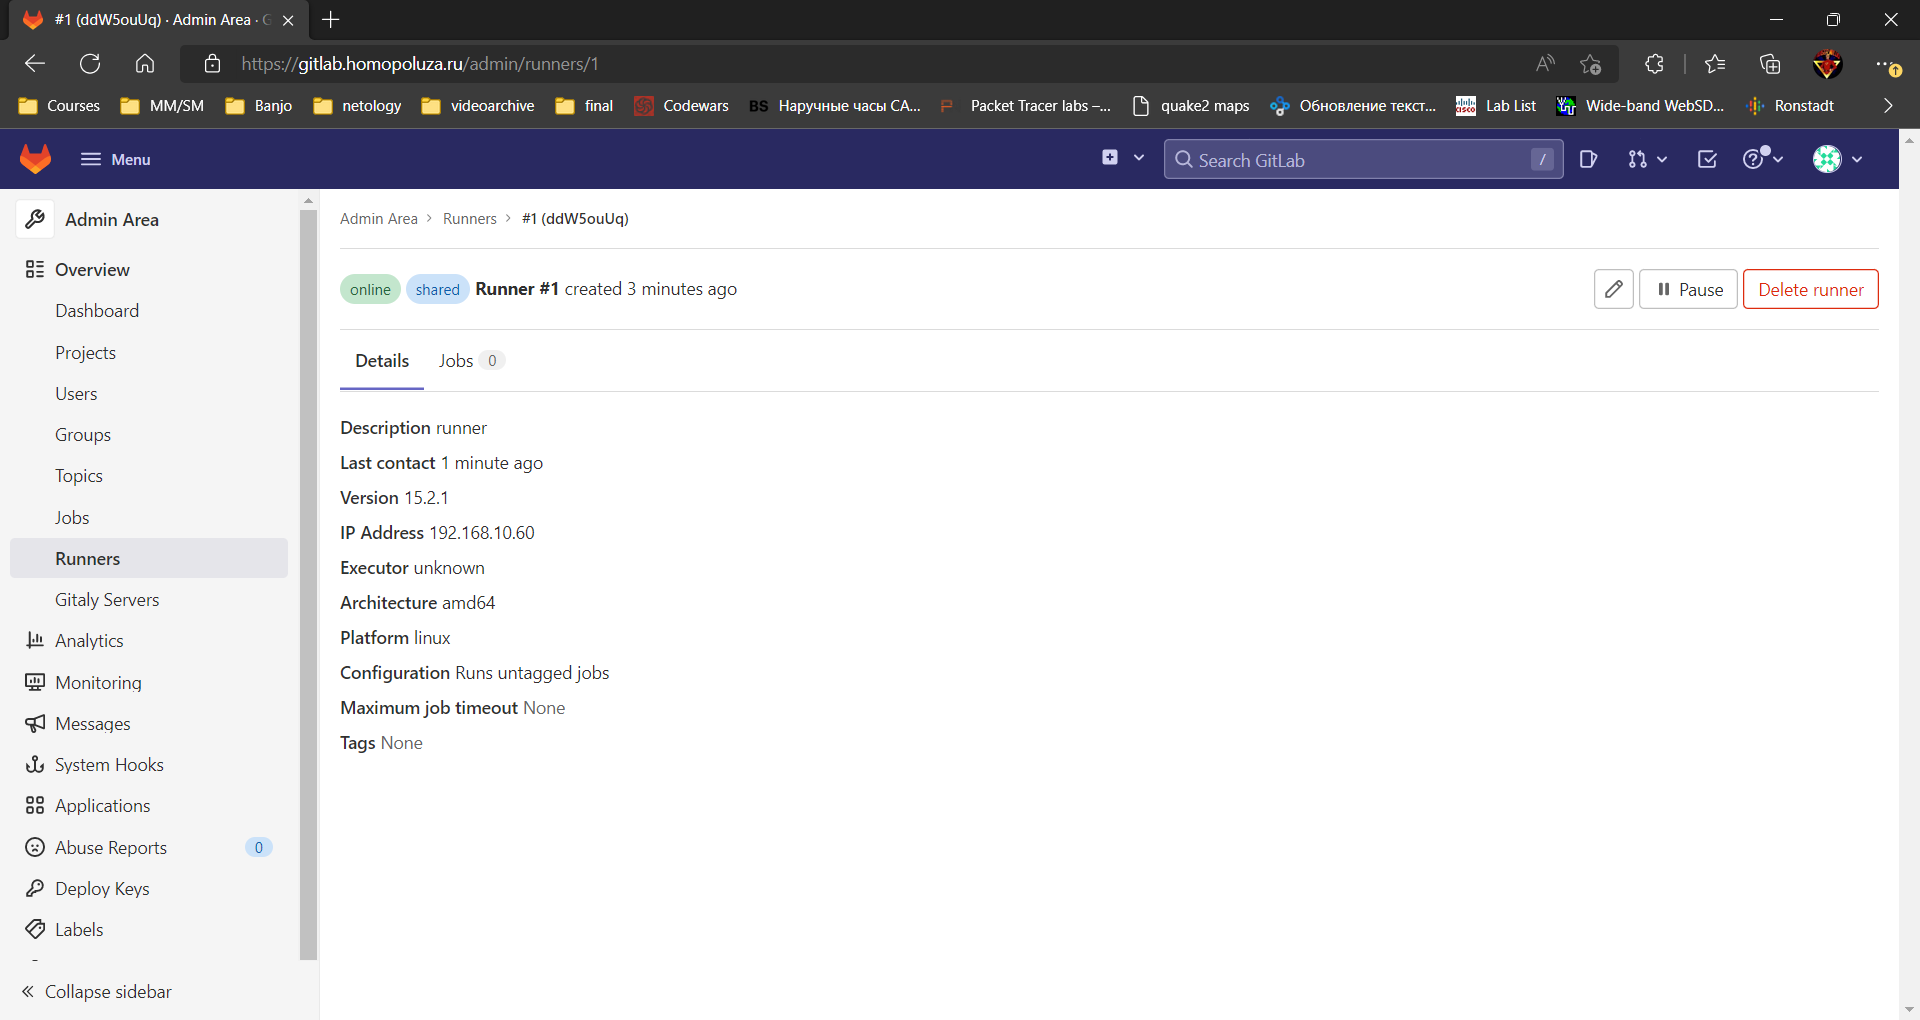 #1 (ddW5ouUq) · Admin Area ·
https://gitlab.homopoluza.ru/admin/runners/1
Courses MM/SM Banjo netology videoarchive final Codewars BS Наручные часы CA... Packet Tracer labs –... quake2 maps Обновление текст... Lab List Wide-band WebSD... Ronstadt
Menu
Search GitLab /
Admin Area
Overview
Dashboard
Projects
Users
Groups
Topics
Jobs
Runners
Gitaly Servers
Analytics
Monitoring
Messages
System Hooks
Applications
Abuse Reports 0
Deploy Keys
Labels
Collapse sidebar
Admin Area > Runners > #1 (ddW5ouUq)
online shared Runner #1 created 3 minutes ago
Pause Delete runner
Details Jobs 0
Description runner
Last contact 1 minute ago
Version 15.2.1
IP Address 192.168.10.60
Executor unknown
Architecture amd64
Platform linux
Configuration Runs untagged jobs
Maximum job timeout None
Tags None